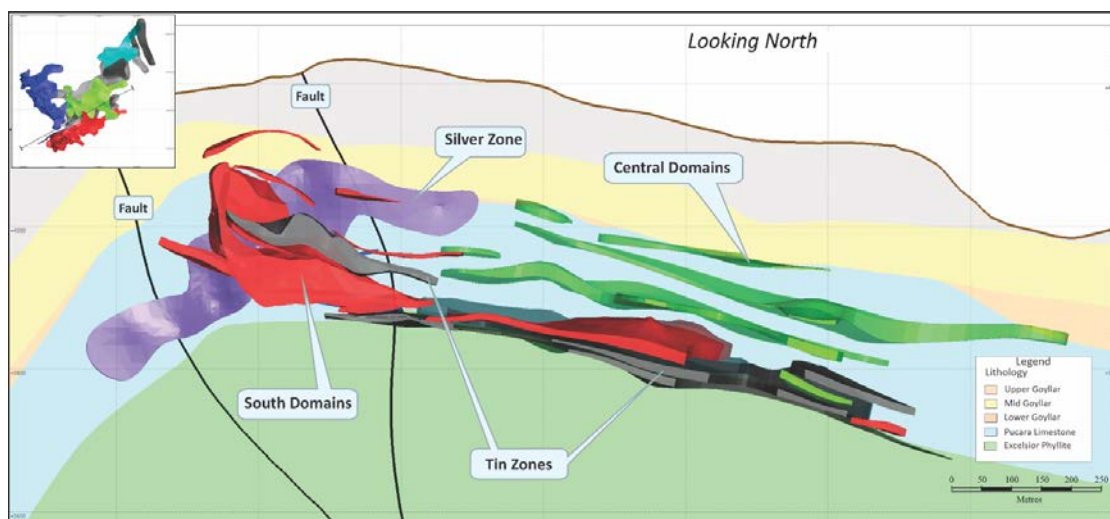 Looking North
Fault
Silver Zone
Central Domains
Fault
South Domains
Tin Zones
Legend
Lithology
Upper Goyllar
Mid Goyllar
Lower Goyllar
Pucara Limestone
Excelsior Phyllite
0 50 100 150 200 250
Metres